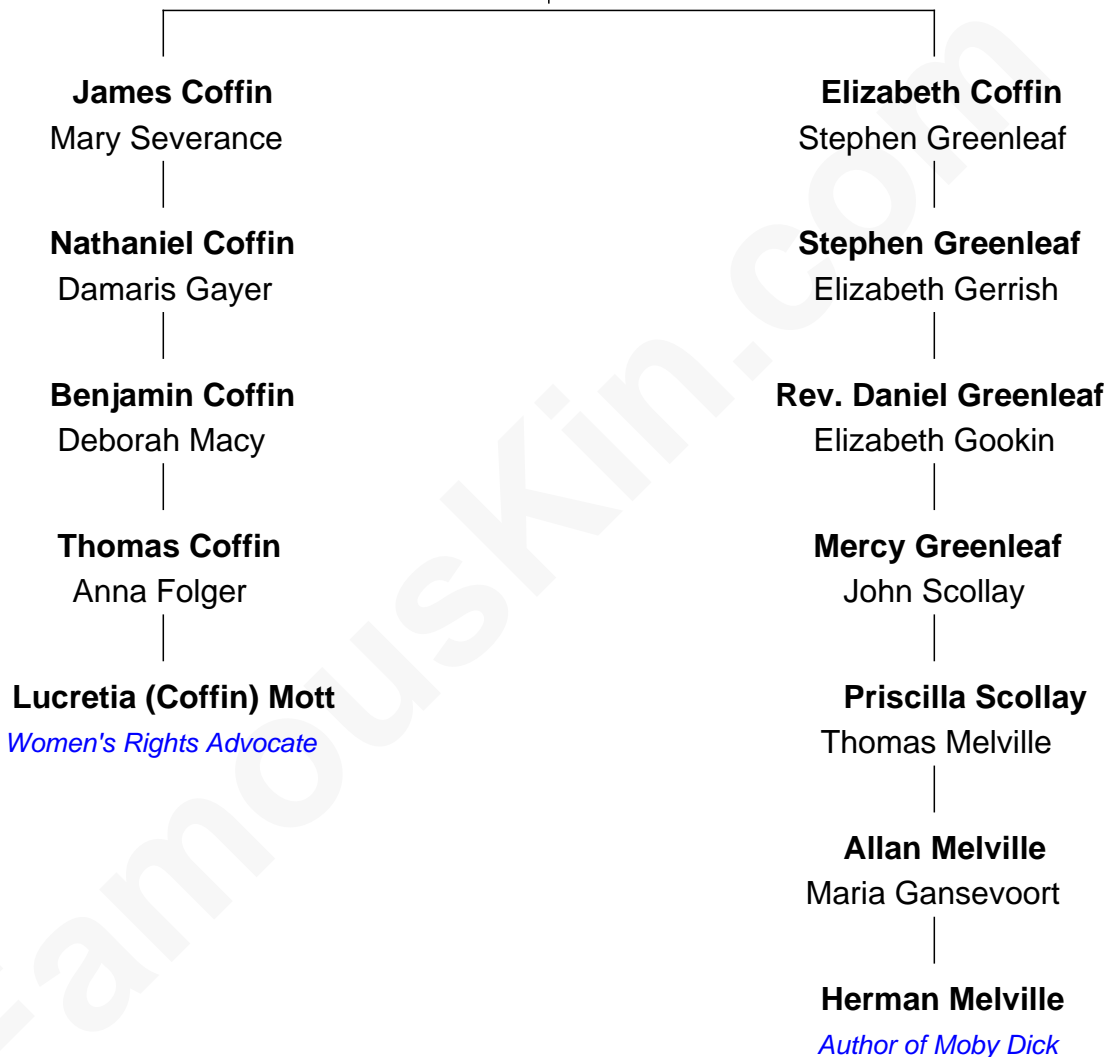 James Coffin
Mary Severance
Nathaniel Coffin
Damaris Gayer
Benjamin Coffin
Deborah Macy
Thomas Coffin
Anna Folger
Lucretia (Coffin) Mott
Women's Rights Advocate
Elizabeth Coffin
Stephen Greenleaf
Stephen Greenleaf
Elizabeth Gerrish
Rev. Daniel Greenleaf
Elizabeth Gookin
Mercy Greenleaf
John Scollay
Priscilla Scollay
Thomas Melville
Allan Melville
Maria Gansevoort
Herman Melville
Author of Moby Dick
FamousKin.com